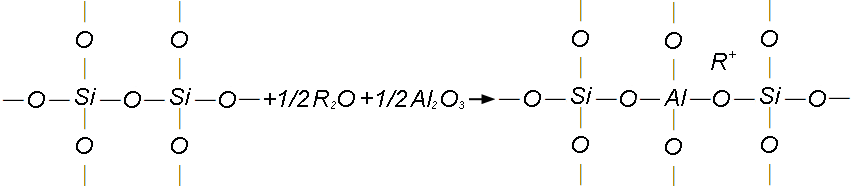 O O O O O
R⁺
—O—Si—O—Si—O—+1/2R₂O+1/2Al₂O₃→—O—Si—O—Al—O—Si—O—
O O O O O